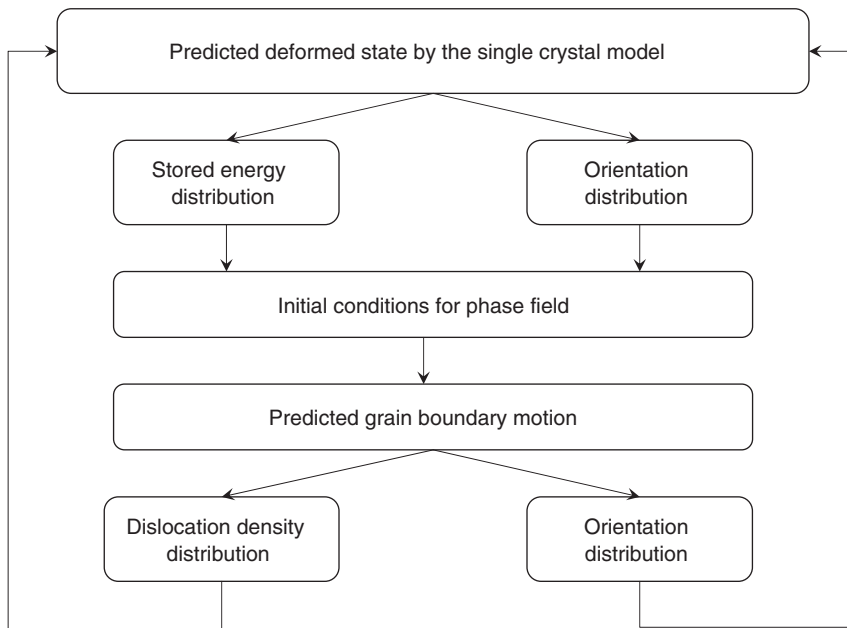 Predicted deformed state by the single crystal model
Stored energy
distribution
Orientation
distribution
Initial conditions for phase field
Predicted grain boundary motion
Dislocation density
distribution
Orientation
distribution